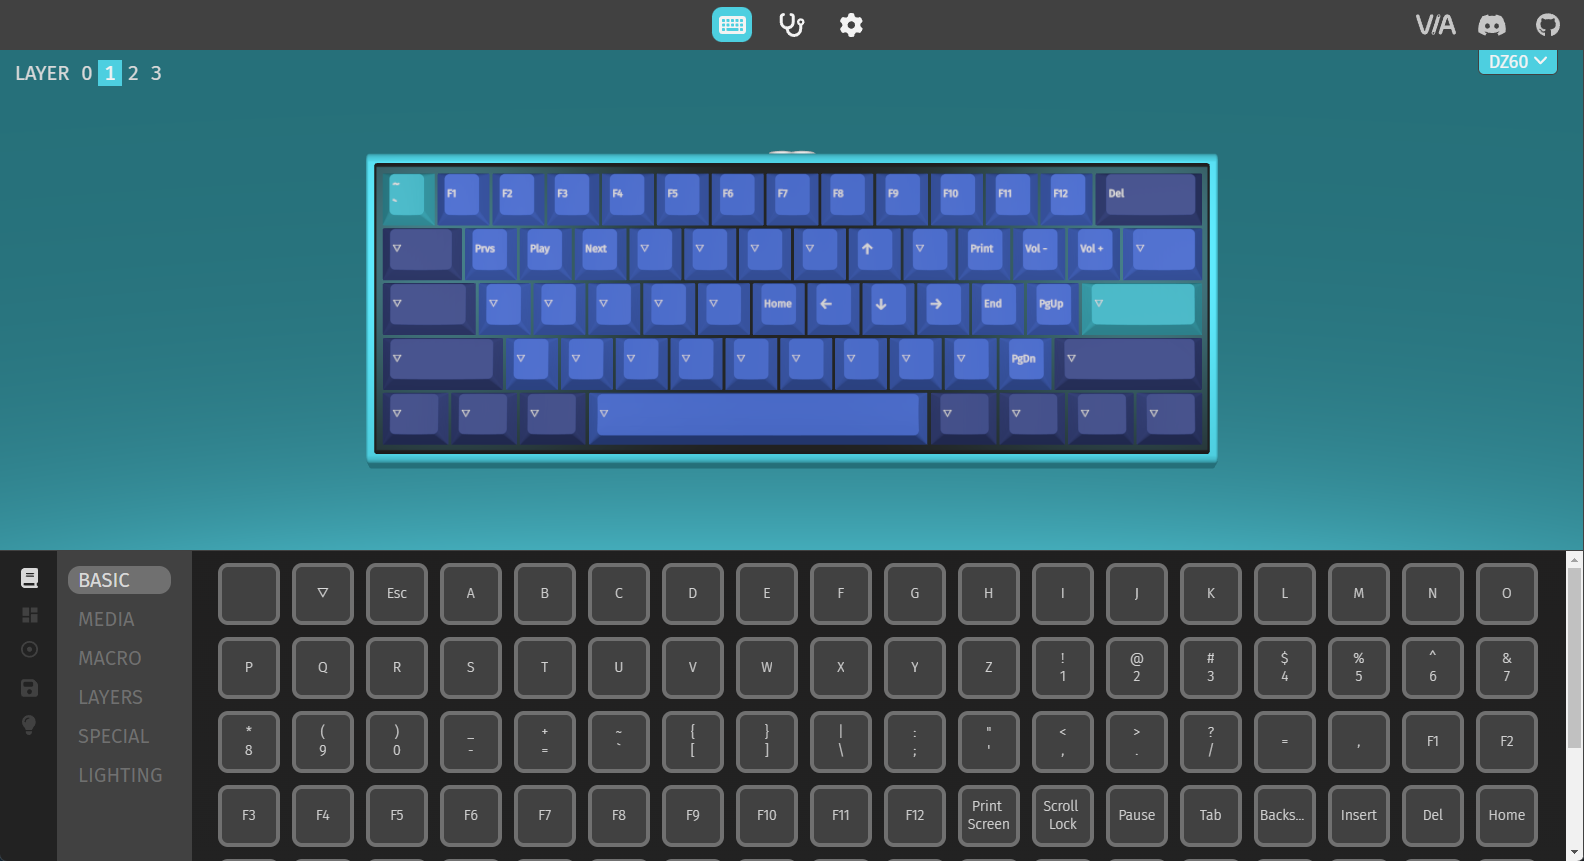 VIA
LAYER 0 1 2 3
DZ60
~ ` F1 F2 F3 F4 F5 F6 F7 F8 F9 F10 F11 F12 Del
▽ Prvs Play Next ▽ ▽ ▽ ▽ ↑ ▽ Print Vol - Vol + ▽
▽ ▽ ▽ ▽ ▽ ▽ Home ← ↓ → End PgUp ▽
▽ ▽ ▽ ▽ ▽ ▽ ▽ ▽ ▽ ▽ PgDn ▽
▽ ▽ ▽ ▽ ▽ ▽ ▽ ▽
BASIC
MEDIA
MACRO
LAYERS
SPECIAL
LIGHTING
▽ Esc A B C D E F G H I J K L M N O
P Q R S T U V W X Y Z ! 1 @ 2 # 3 $ 4 % 5 ^ 6 & 7
* 8 ( 9 ) 0 _ - + = ~ ` { [ } ] | \ : ; " ' < , > . ? / = , F1 F2
F3 F4 F5 F6 F7 F8 F9 F10 F11 F12 Print Screen Scroll Lock Pause Tab Backs... Insert Del Home